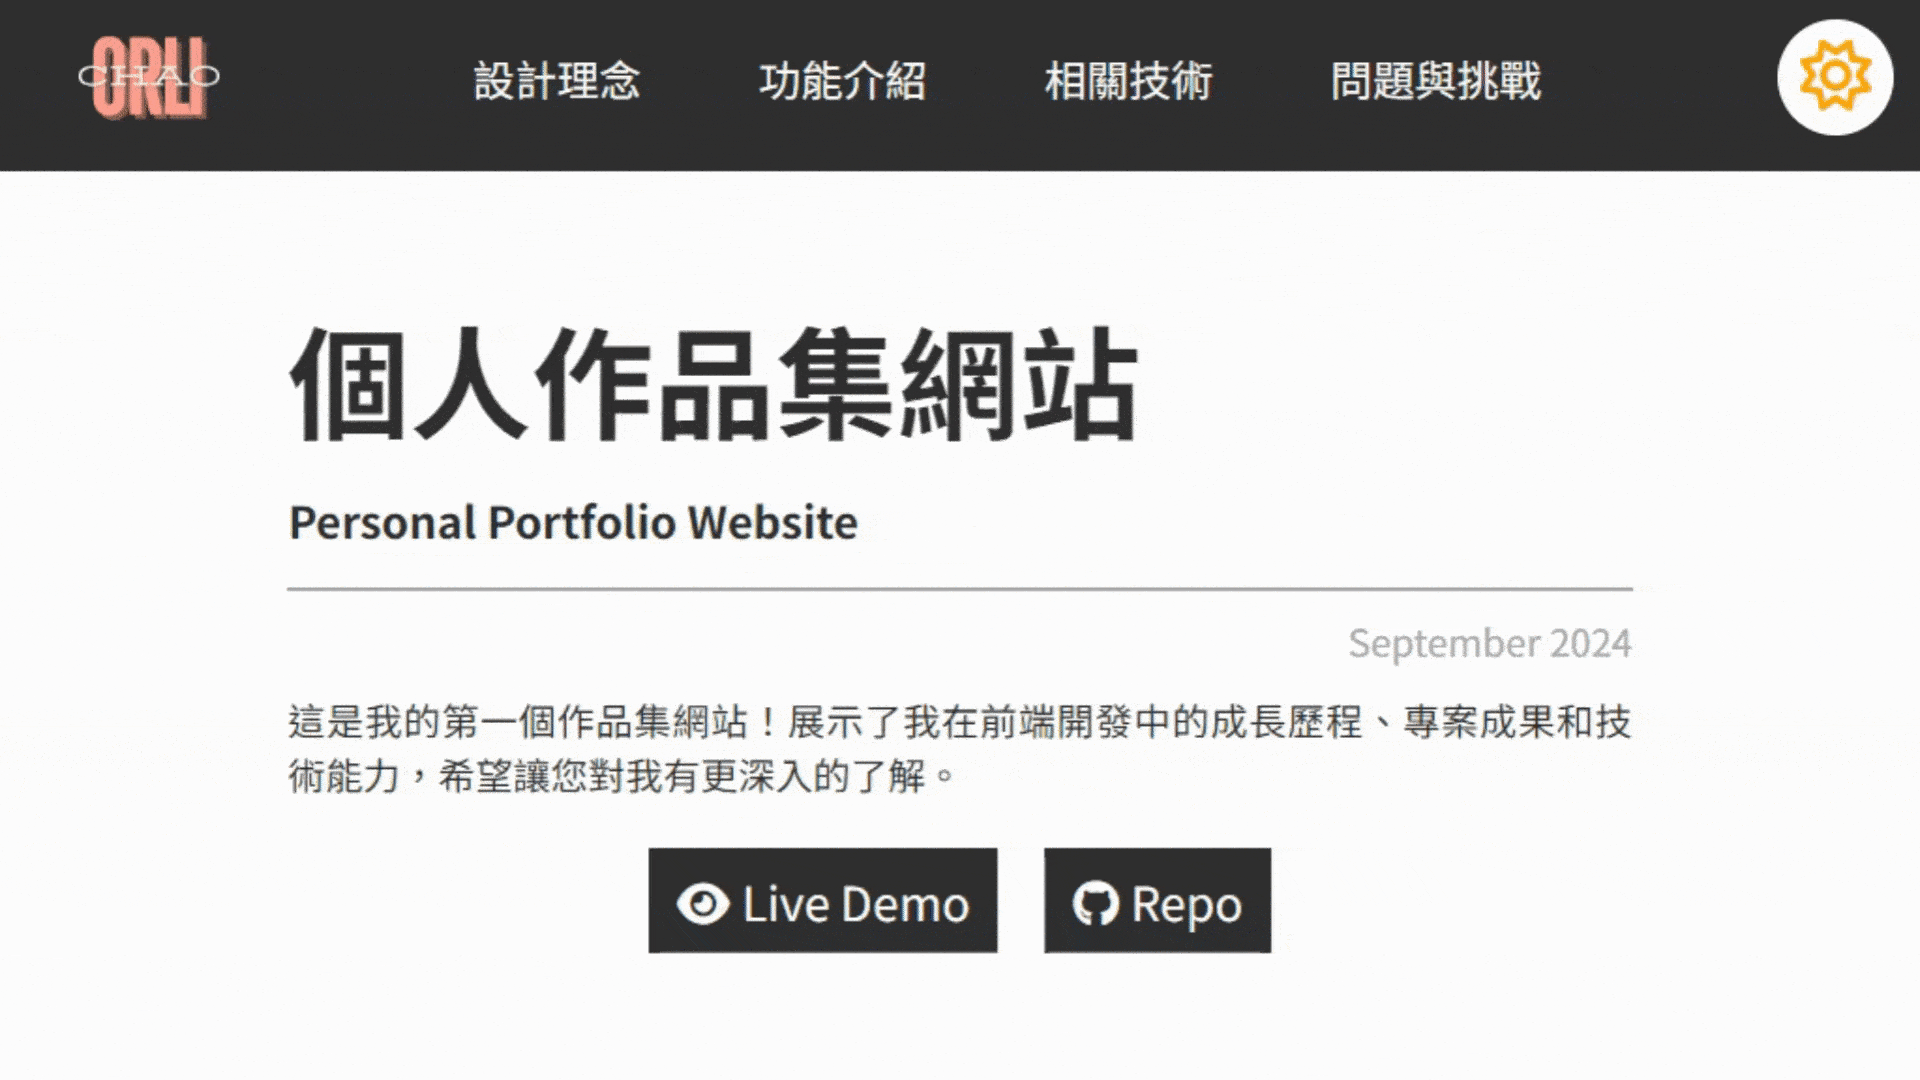 ORLI
CHAO
設計理念
功能介紹
相關技術
問題與挑戰
個人作品集網站
Personal Portfolio Website
September 2024
這是我的第一個作品集網站！展示了我在前端開發中的成長歷程、專案成果和技
術能力，希望讓您對我有更深入的了解。
Live Demo
Repo